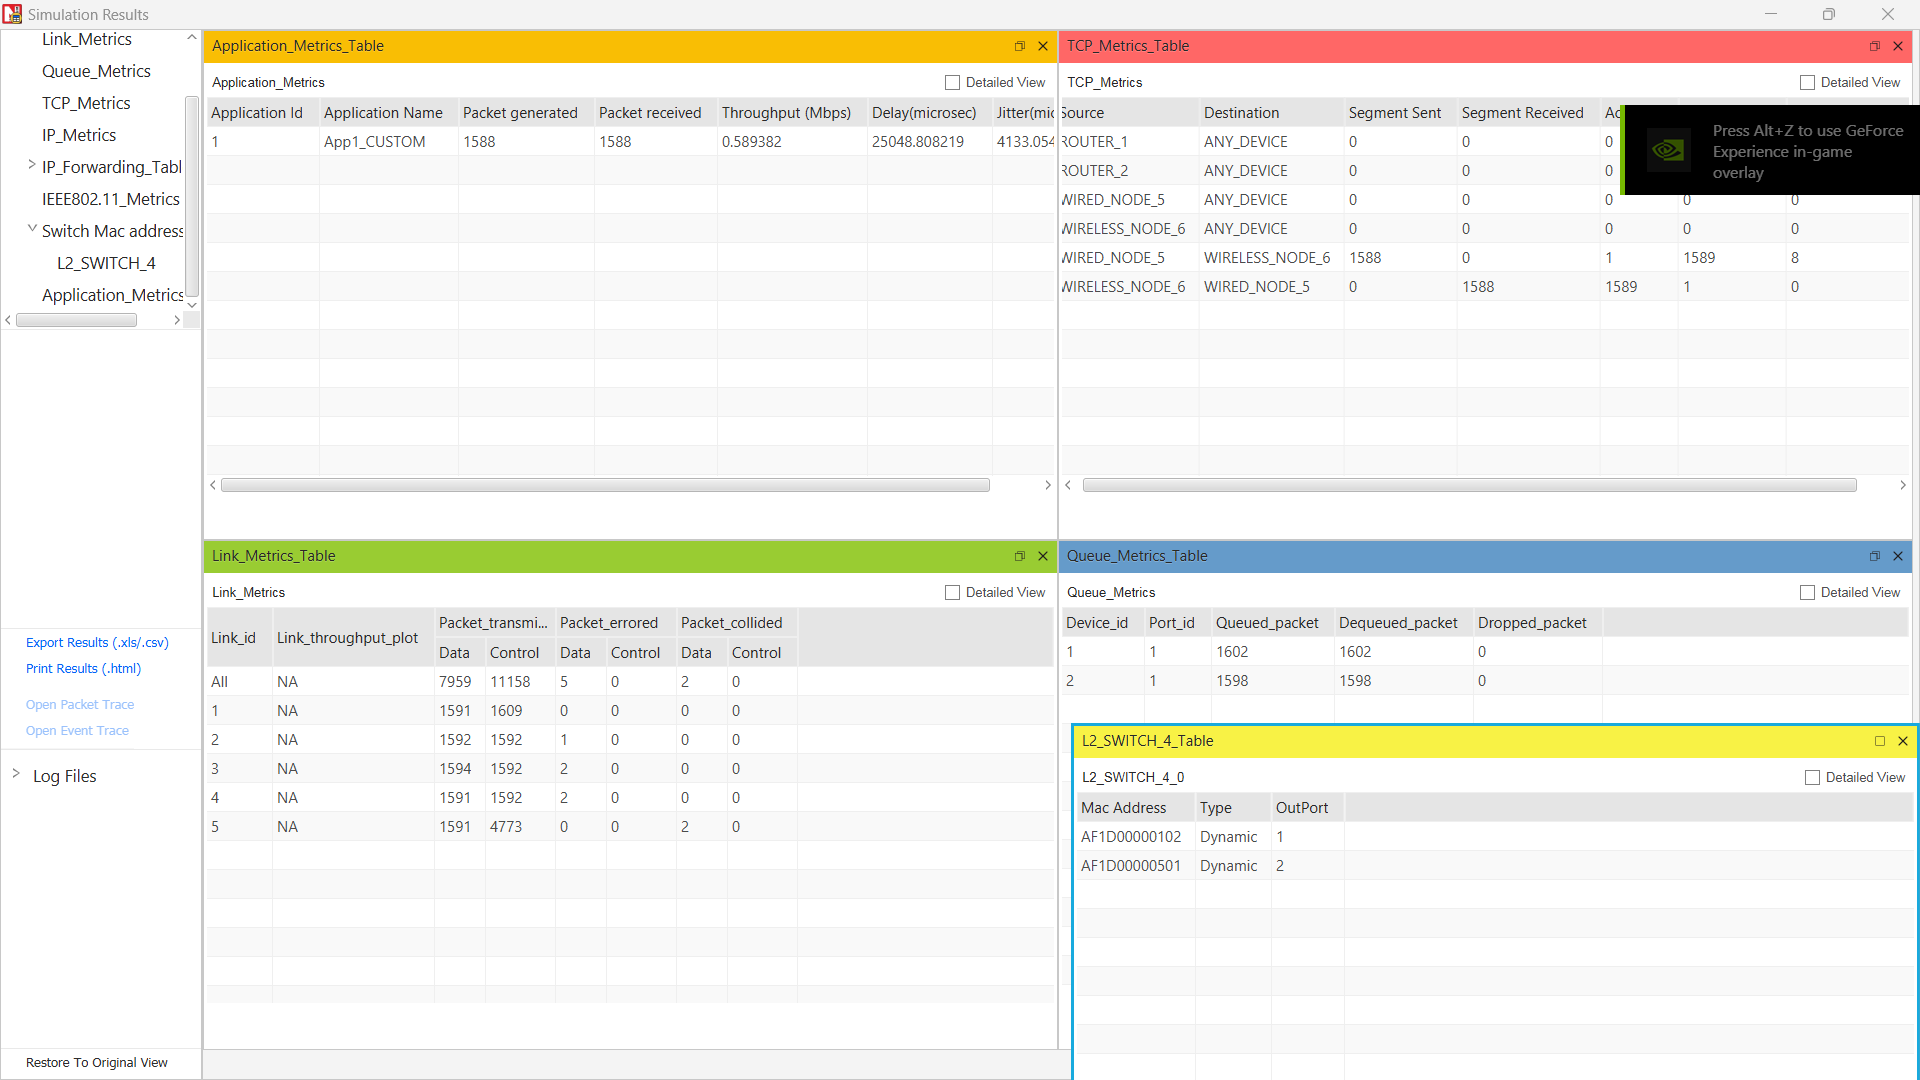 Simulation Results
Link_Metrics
Queue_Metrics
TCP_Metrics
IP_Metrics
IP_Forwarding_Tabl
IEEE802.11_Metrics
Switch Mac address
L2_SWITCH_4
Application_Metrics
Export Results (.xls/.csv)
Print Results (.html)
Open Packet Trace
Open Event Trace
Log Files
Restore To Original View
Application_Metrics_Table
Application_Metrics Detailed View
Application Id Application Name Packet generated Packet received Throughput (Mbps) Delay(microsec) Jitter(mic
1 App1_CUSTOM 1588 1588 0.589382 25048.808219 4133.054
TCP_Metrics_Table
TCP_Metrics Detailed View
Source Destination Segment Sent Segment Received Ac
ROUTER_1 ANY_DEVICE 0 0 0
ROUTER_2 ANY_DEVICE 0 0 0
WIRED_NODE_5 ANY_DEVICE 0 0 0 0 0
WIRELESS_NODE_6 ANY_DEVICE 0 0 0 0 0
WIRED_NODE_5 WIRELESS_NODE_6 1588 0 1 1589 8
WIRELESS_NODE_6 WIRED_NODE_5 0 1588 1589 1 0
Press Alt+Z to use GeForce
Experience in-game
overlay
Link_Metrics_Table
Link_Metrics Detailed View
Link_id Link_throughput_plot Packet_transmi... Packet_errored Packet_collided
Data Control Data Control Data Control
All NA 7959 11158 5 0 2 0
1 NA 1591 1609 0 0 0 0
2 NA 1592 1592 1 0 0 0
3 NA 1594 1592 2 0 0 0
4 NA 1591 1592 2 0 0 0
5 NA 1591 4773 0 0 2 0
Queue_Metrics_Table
Queue_Metrics Detailed View
Device_id Port_id Queued_packet Dequeued_packet Dropped_packet
1 1 1602 1602 0
2 1 1598 1598 0
L2_SWITCH_4_Table
L2_SWITCH_4_0 Detailed View
Mac Address Type OutPort
AF1D00000102 Dynamic 1
AF1D00000501 Dynamic 2